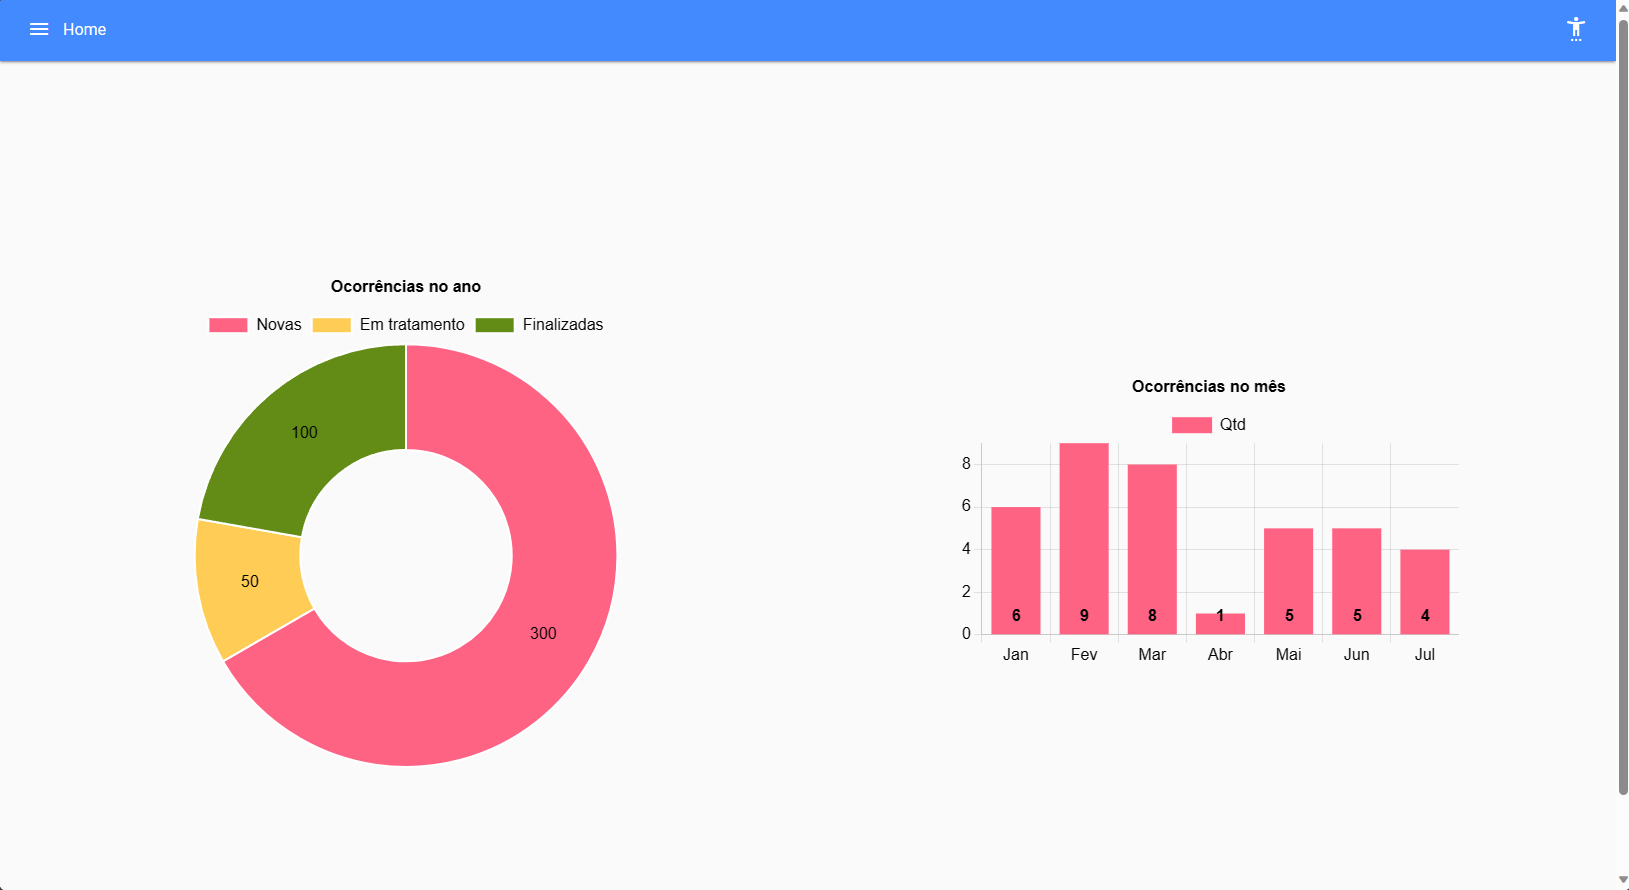 Home
Ocorrências no ano
Novas Em tratamento Finalizadas
100
50
300
Ocorrências no mês
Qtd
8
6
4
2
0
6 9 8 1 5 5 4
Jan Fev Mar Abr Mai Jun Jul